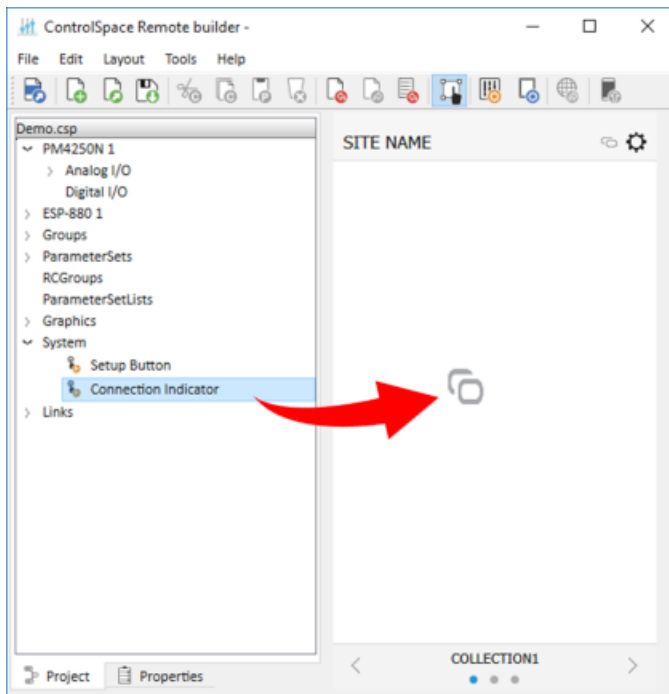 ControlSpace Remote builder -
File Edit Layout Tools Help
Demo.csp
PM4250N 1
Analog I/O
Digital I/O
ESP-880 1
Groups
ParameterSets
RCGroups
ParameterSetLists
Graphics
System
Setup Button
Connection Indicator
Links
Project Properties
SITE NAME
COLLECTION1